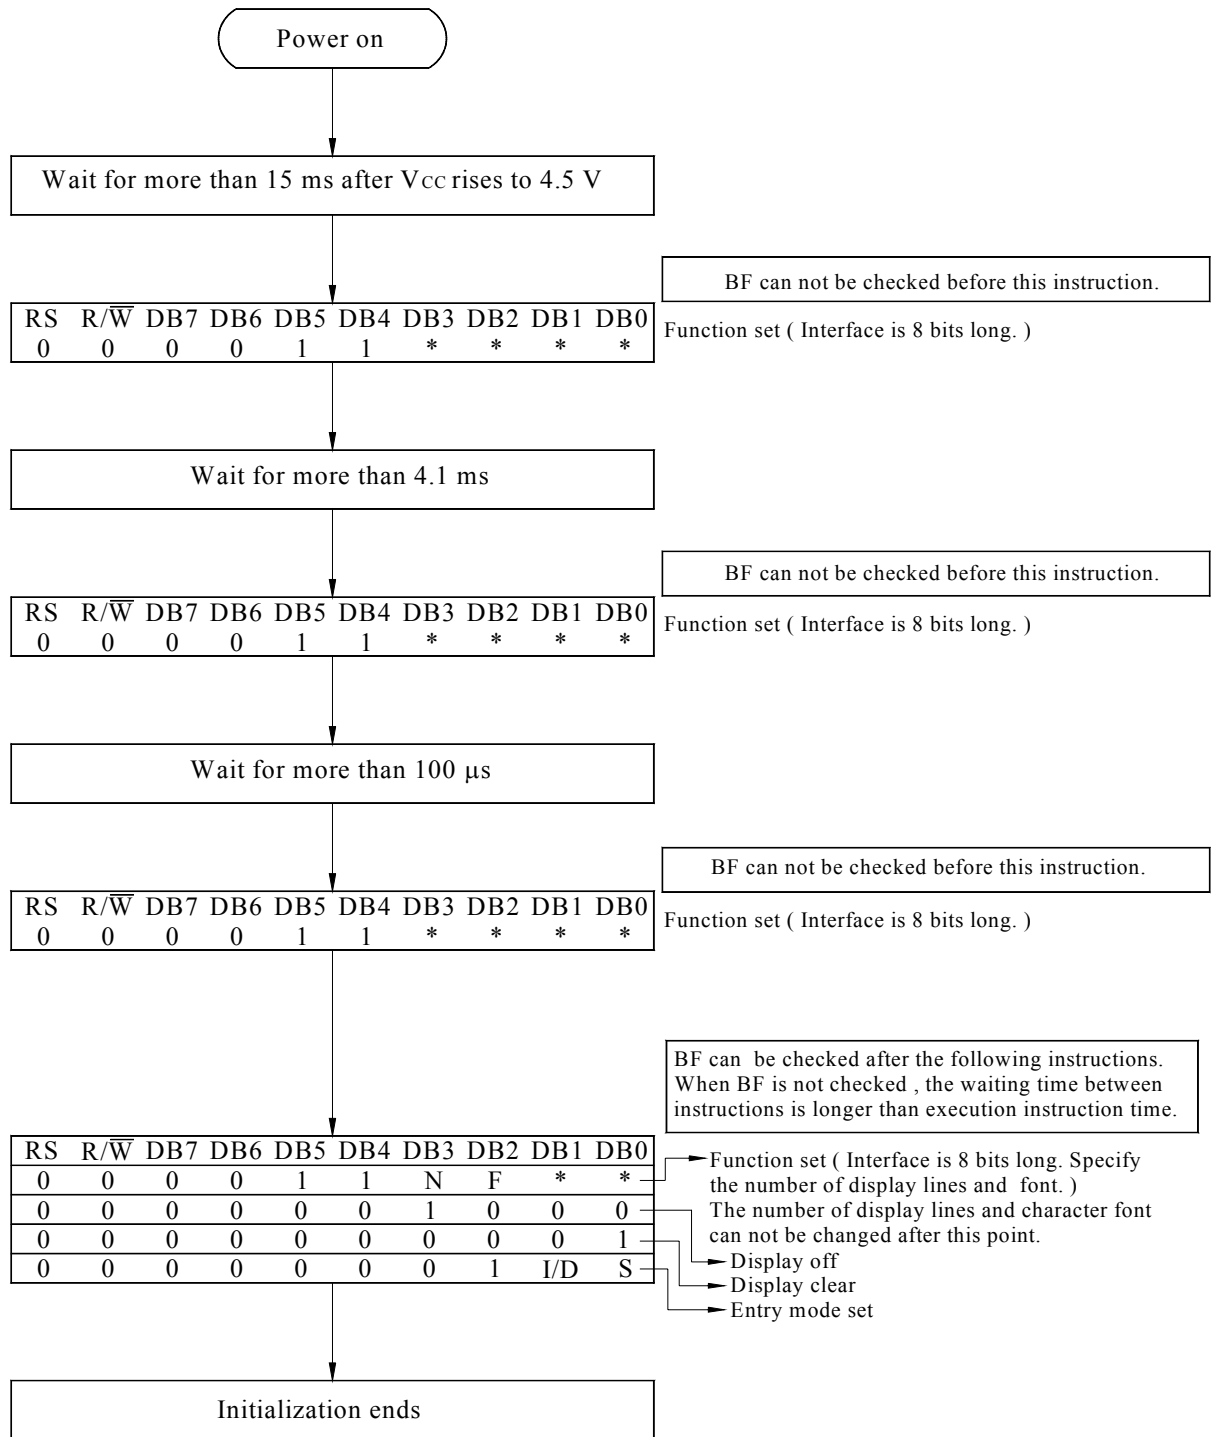 Power on
Wait for more than 15 ms after VCC rises to 4.5 V
BF can not be checked before this instruction.
RS R/W̅ DB7 DB6 DB5 DB4 DB3 DB2 DB1 DB0
0 0 0 0 1 1 * * * *
Function set ( Interface is 8 bits long. )
Wait for more than 4.1 ms
BF can not be checked before this instruction.
RS R/W̅ DB7 DB6 DB5 DB4 DB3 DB2 DB1 DB0
0 0 0 0 1 1 * * * *
Function set ( Interface is 8 bits long. )
Wait for more than 100 µs
BF can not be checked before this instruction.
RS R/W̅ DB7 DB6 DB5 DB4 DB3 DB2 DB1 DB0
0 0 0 0 1 1 * * * *
Function set ( Interface is 8 bits long. )
BF can be checked after the following instructions.
When BF is not checked , the waiting time between
instructions is longer than execution instruction time.
RS R/W̅ DB7 DB6 DB5 DB4 DB3 DB2 DB1 DB0
0 0 0 0 1 1 N F * *
0 0 0 0 0 0 1 0 0 0
0 0 0 0 0 0 0 0 0 1
0 0 0 0 0 0 0 1 I/D S
Function set ( Interface is 8 bits long. Specify
the number of display lines and font. )
The number of display lines and character font
can not be changed after this point.
Display off
Display clear
Entry mode set
Initialization ends